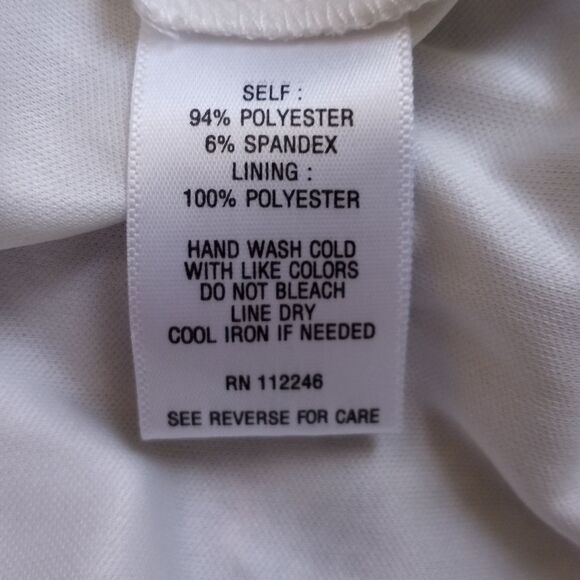 SELF :
94% POLYESTER
6% SPANDEX
LINING :
100% POLYESTER
HAND WASH COLD
WITH LIKE COLORS
DO NOT BLEACH
LINE DRY
COOL IRON IF NEEDED
RN 112246
SEE REVERSE FOR CARE